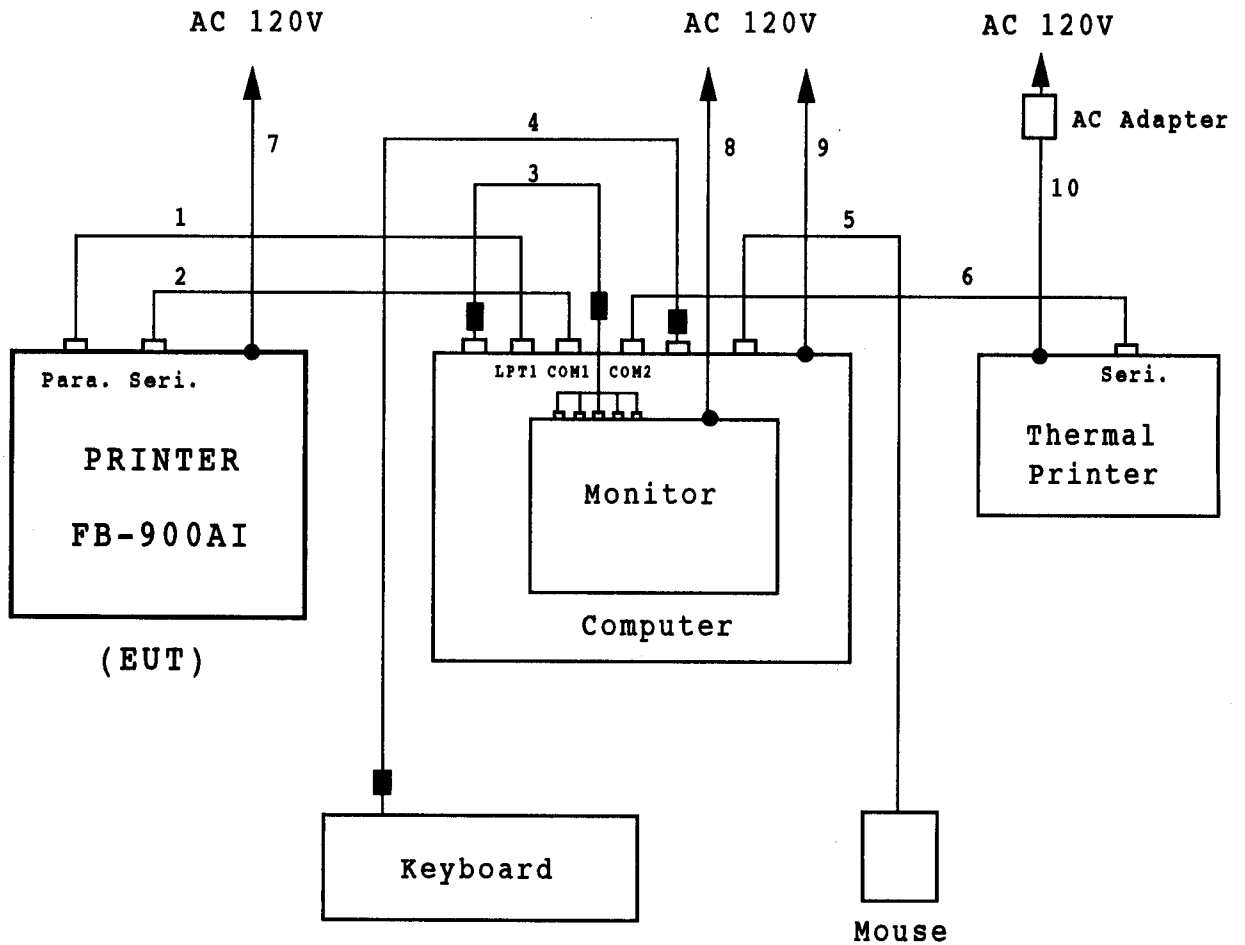 AC 120V
AC 120V
AC 120V
AC Adapter
7
4
8
9
3
10
1
5
2
6
LPT1 COM1 COM2
Para. Seri.
Seri.
PRINTER
FB-900AI
(EUT)
Monitor
Computer
Thermal
Printer
Keyboard
Mouse